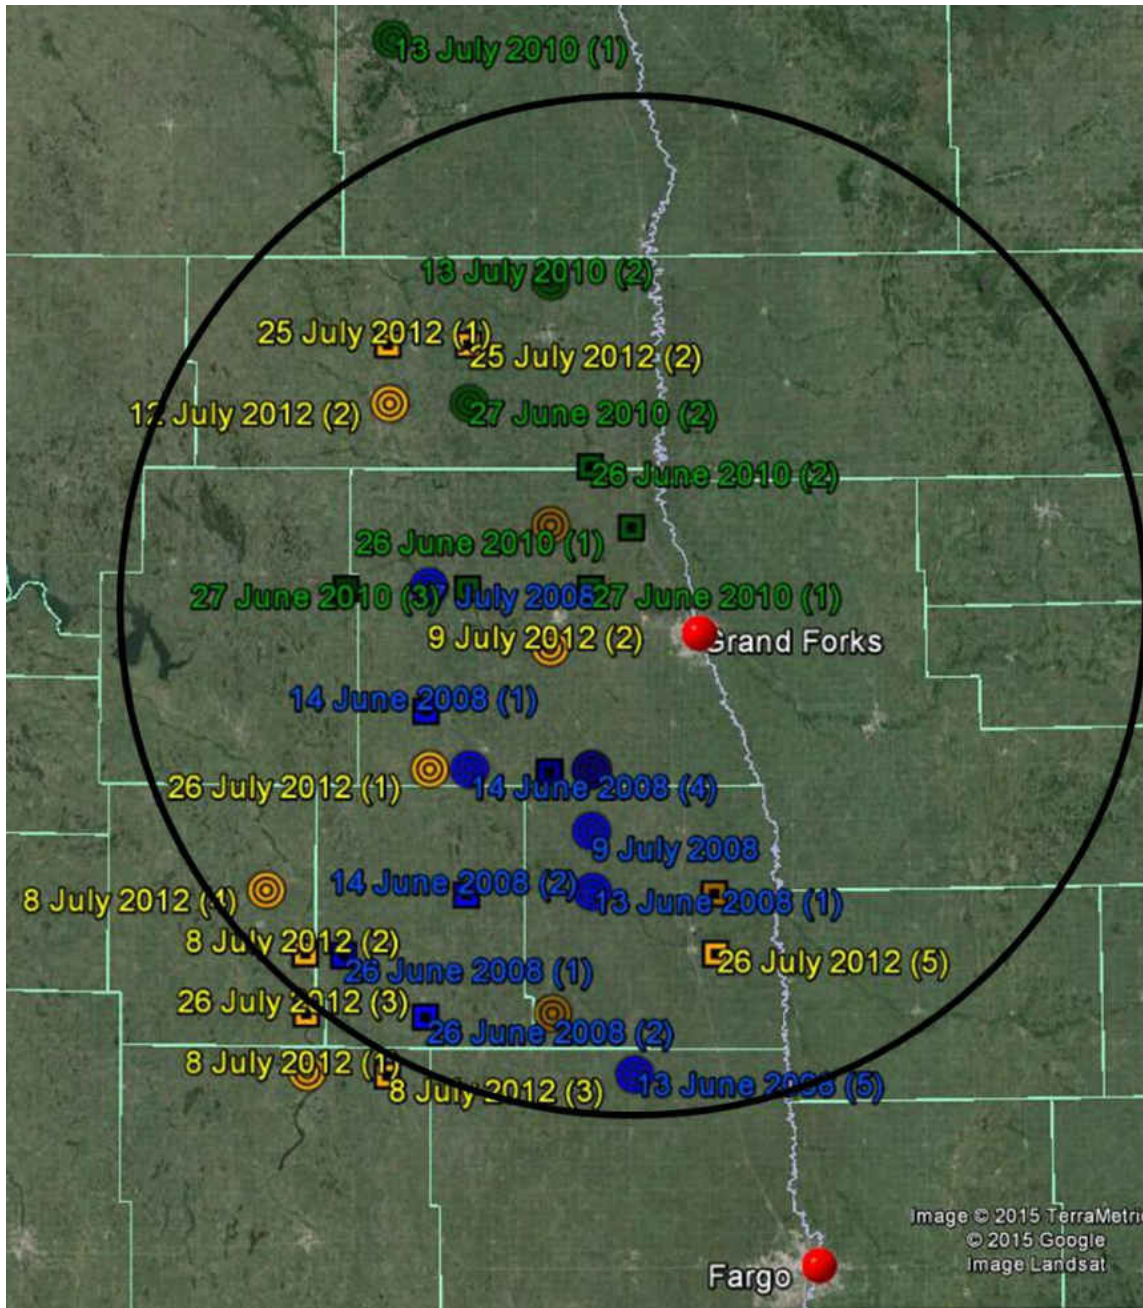 13 July 2010 (1)
13 July 2010 (2)
25 July 2012 (1)
25 July 2012 (2)
12 July 2012 (2)
27 June 2010 (2)
26 June 2010 (2)
26 June 2010 (1)
27 June 2010 (3)
7 July 2008
27 June 2010 (1)
9 July 2012 (2)
Grand Forks
14 June 2008 (1)
26 July 2012 (1)
14 June 2008 (4)
9 July 2008
14 June 2008 (2)
8 July 2012 (4)
13 June 2008 (1)
8 July 2012 (2)
26 July 2012 (5)
26 June 2008 (1)
26 July 2012 (3)
26 June 2008 (2)
8 July 2012 (1)
8 July 2012 (3)
13 June 2008 (5)
Image © 2015 TerraMetri
© 2015 Google
Image Landsat
Fargo